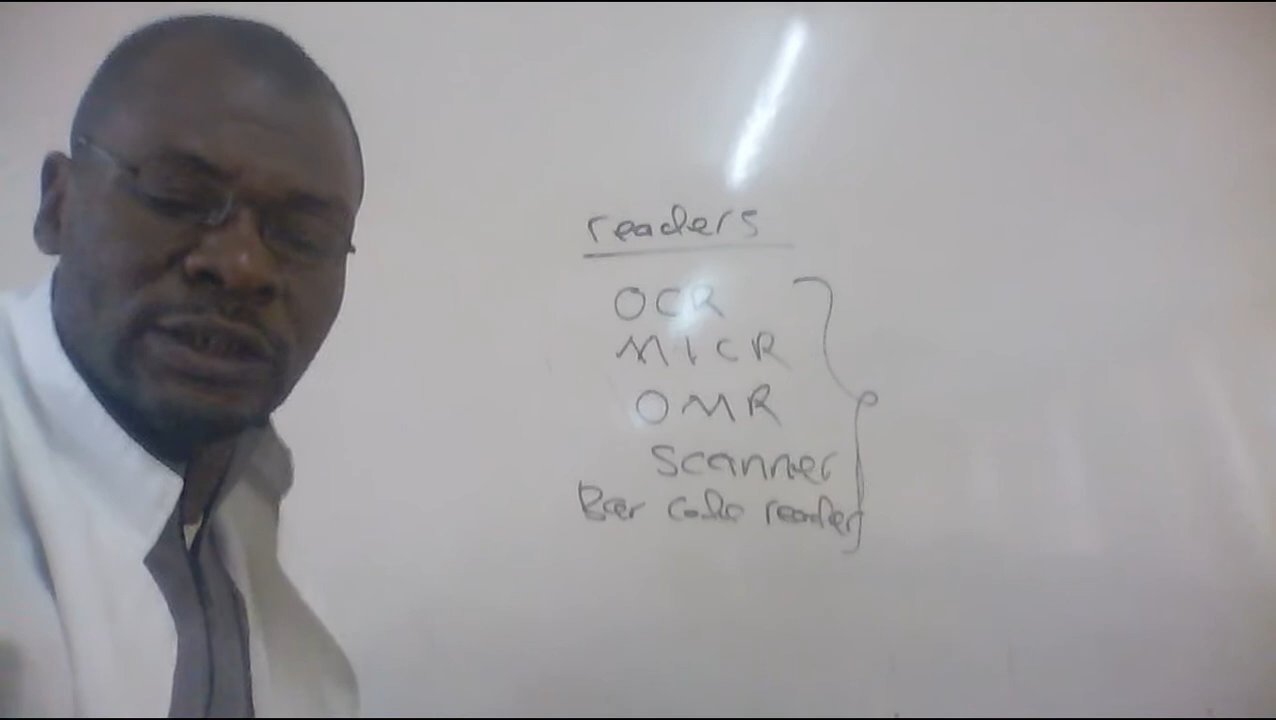 readers
OCR
MICR
OMR
Scanner
Bar code reader